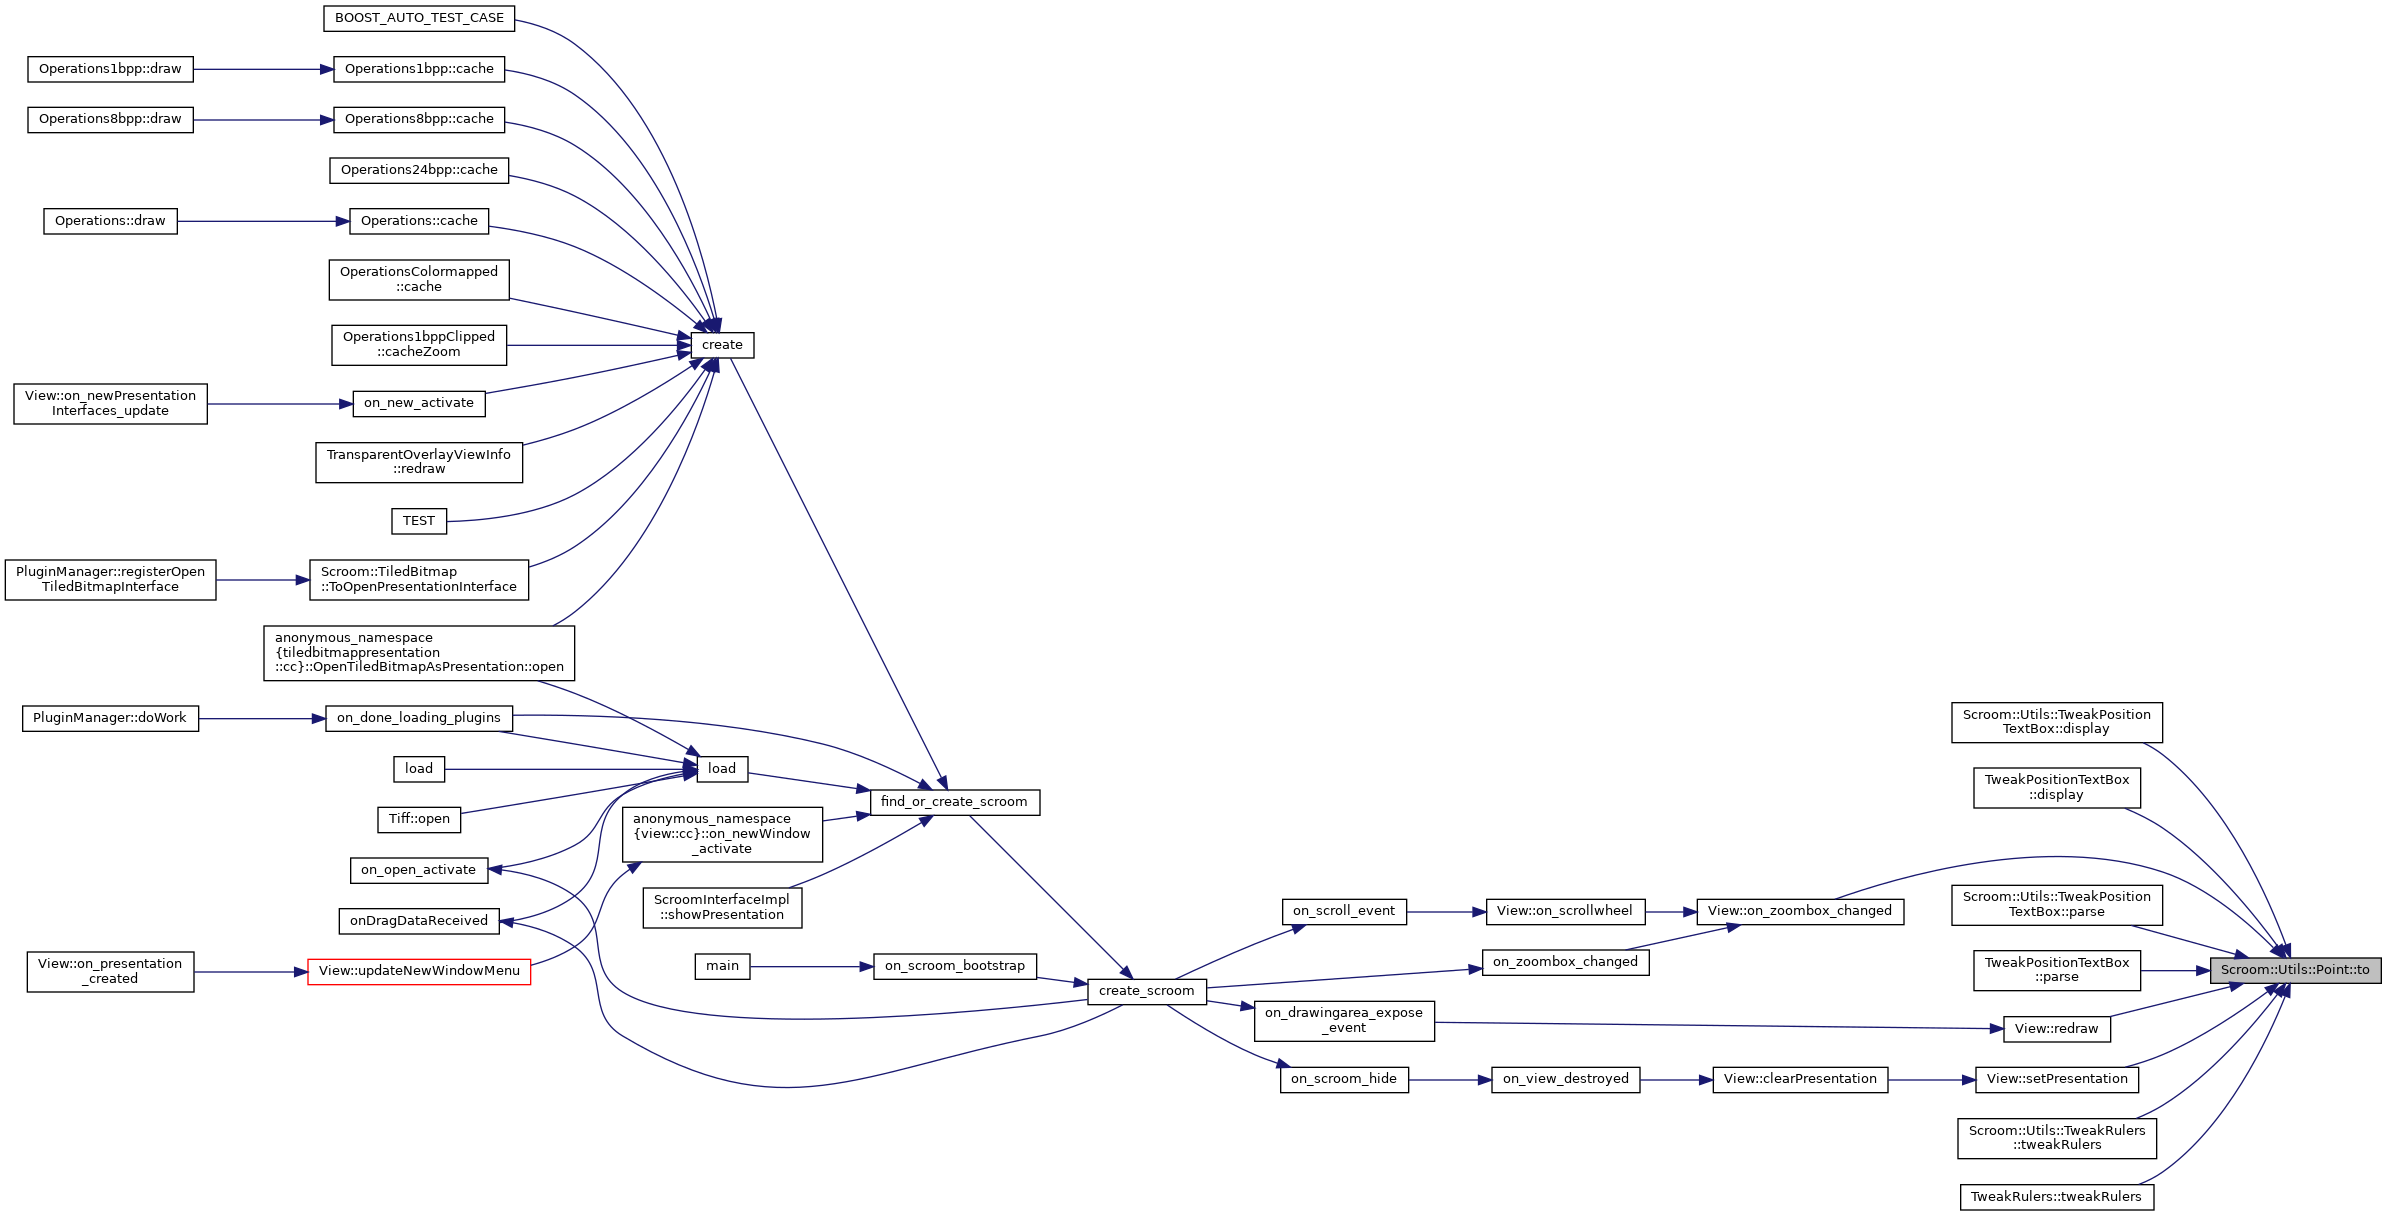 BOOST_AUTO_TEST_CASE
Operations1bpp::draw
Operations1bpp::cache
Operations8bpp::draw
Operations8bpp::cache
Operations24bpp::cache
Operations::draw
Operations::cache
OperationsColormapped
::cache
Operations1bppClipped
::cacheZoom
create
View::on_newPresentation
Interfaces_update
on_new_activate
TransparentOverlayViewInfo
::redraw
TEST
PluginManager::registerOpen
TiledBitmapInterface
Scroom::TiledBitmap
::ToOpenPresentationInterface
anonymous_namespace
{tiledbitmappresentation
::cc}::OpenTiledBitmapAsPresentation::open
PluginManager::doWork
on_done_loading_plugins
load
load
Tiff::open
find_or_create_scroom
anonymous_namespace
{view::cc}::on_newWindow
_activate
on_open_activate
ScroomInterfaceImpl
::showPresentation
onDragDataReceived
View::on_presentation
_created
View::updateNewWindowMenu
main
on_scroom_bootstrap
create_scroom
on_scroll_event
View::on_scrollwheel
View::on_zoombox_changed
on_zoombox_changed
on_drawingarea_expose
_event
on_scroom_hide
on_view_destroyed
View::clearPresentation
Scroom::Utils::TweakPosition
TextBox::display
TweakPositionTextBox
::display
Scroom::Utils::TweakPosition
TextBox::parse
TweakPositionTextBox
::parse
Scroom::Utils::Point::to
View::redraw
View::setPresentation
Scroom::Utils::TweakRulers
::tweakRulers
TweakRulers::tweakRulers